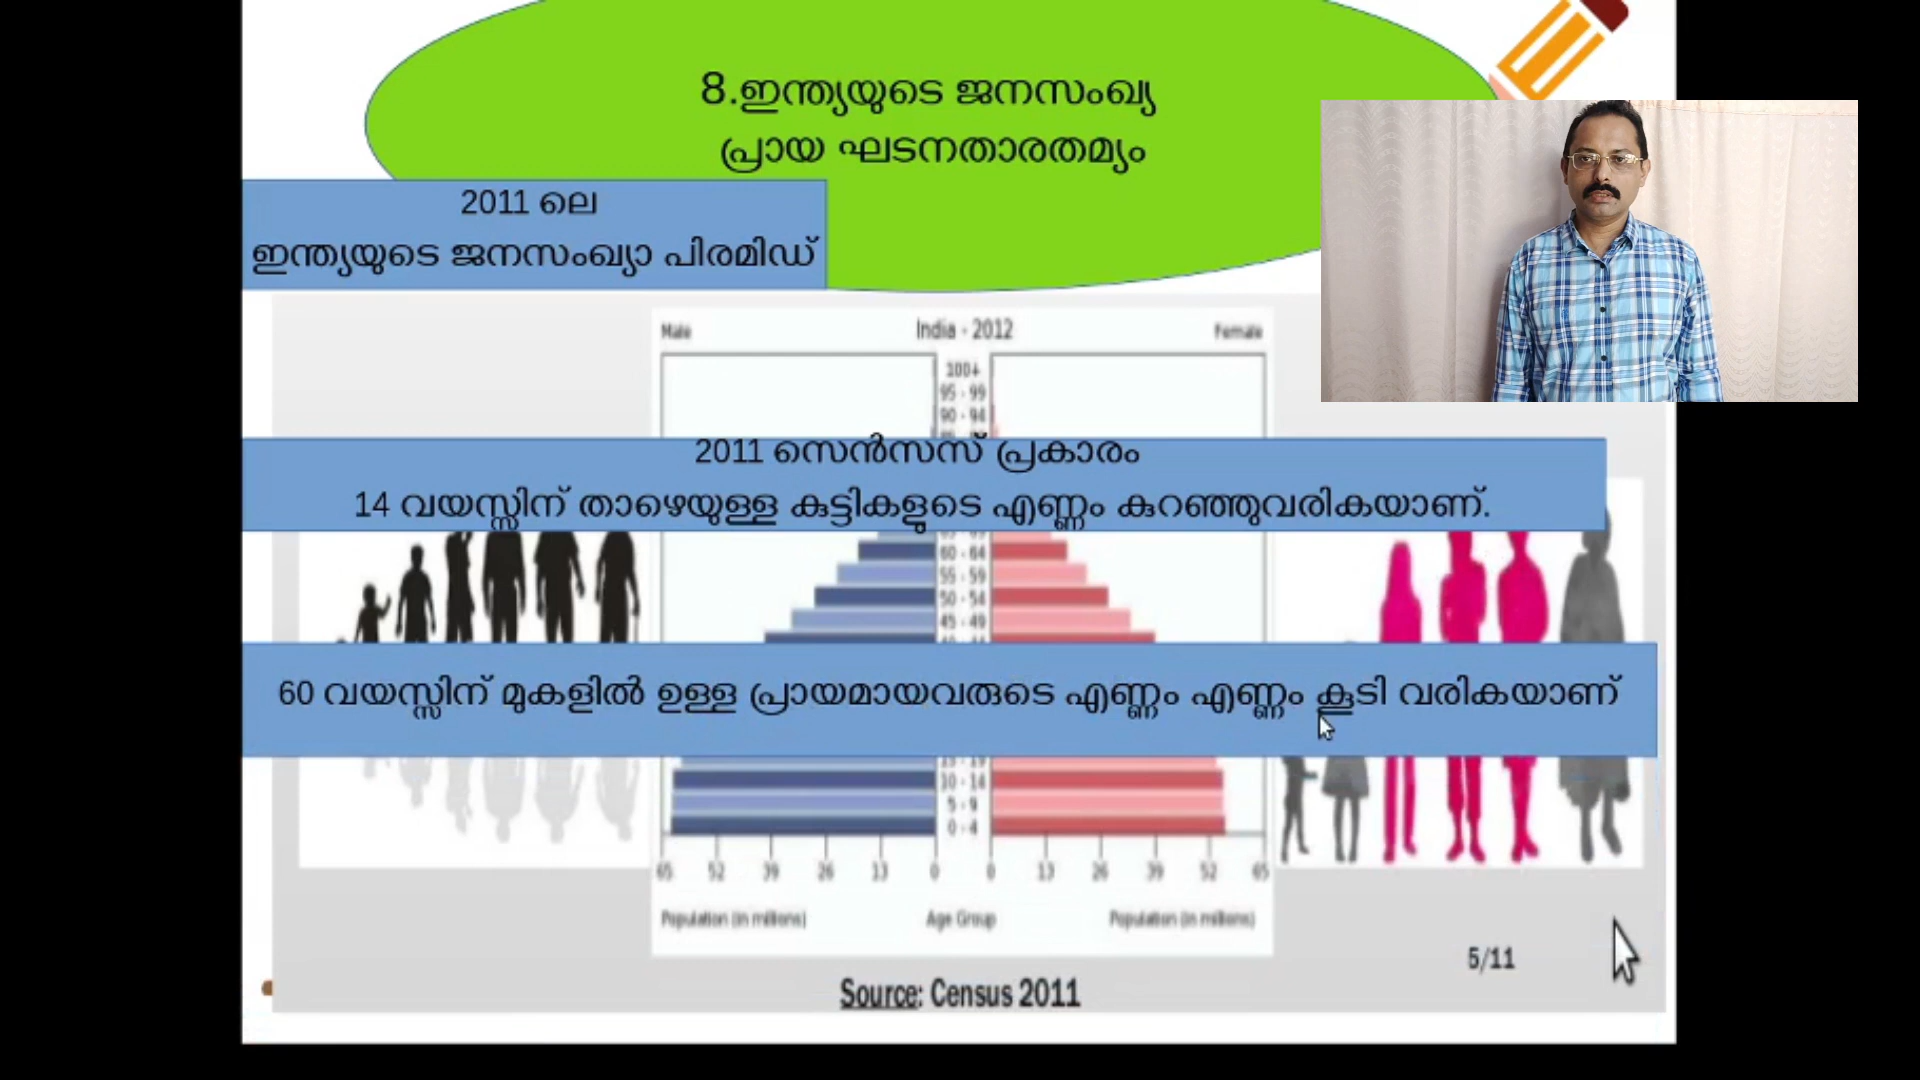 8.ഇന്ത്യയുടെ ജനസംഖ്യ
പ്രായ ഘടനതാരതമ്യം
2011 ലെ
ഇന്ത്യയുടെ ജനസംഖ്യാ പിരമിഡ്
Male India - 2012 Female
100+
95 - 99
90 - 94
2011 സെൻസസ് പ്രകാരം
14 വയസ്സിന് താഴെയുള്ള കുട്ടികളുടെ എണ്ണം കുറഞ്ഞുവരികയാണ്.
60 - 64
55 - 59
50 - 54
45 - 49
60 വയസ്സിന് മുകളിൽ ഉള്ള പ്രായമായവരുടെ എണ്ണം എണ്ണം കൂടി വരികയാണ്
15 - 19
10 - 14
5 - 9
0 - 4
65 52 39 26 13 0 0 13 26 39 52 65
Population (in millions) Age Group Population (in millions)
5/11
Source: Census 2011